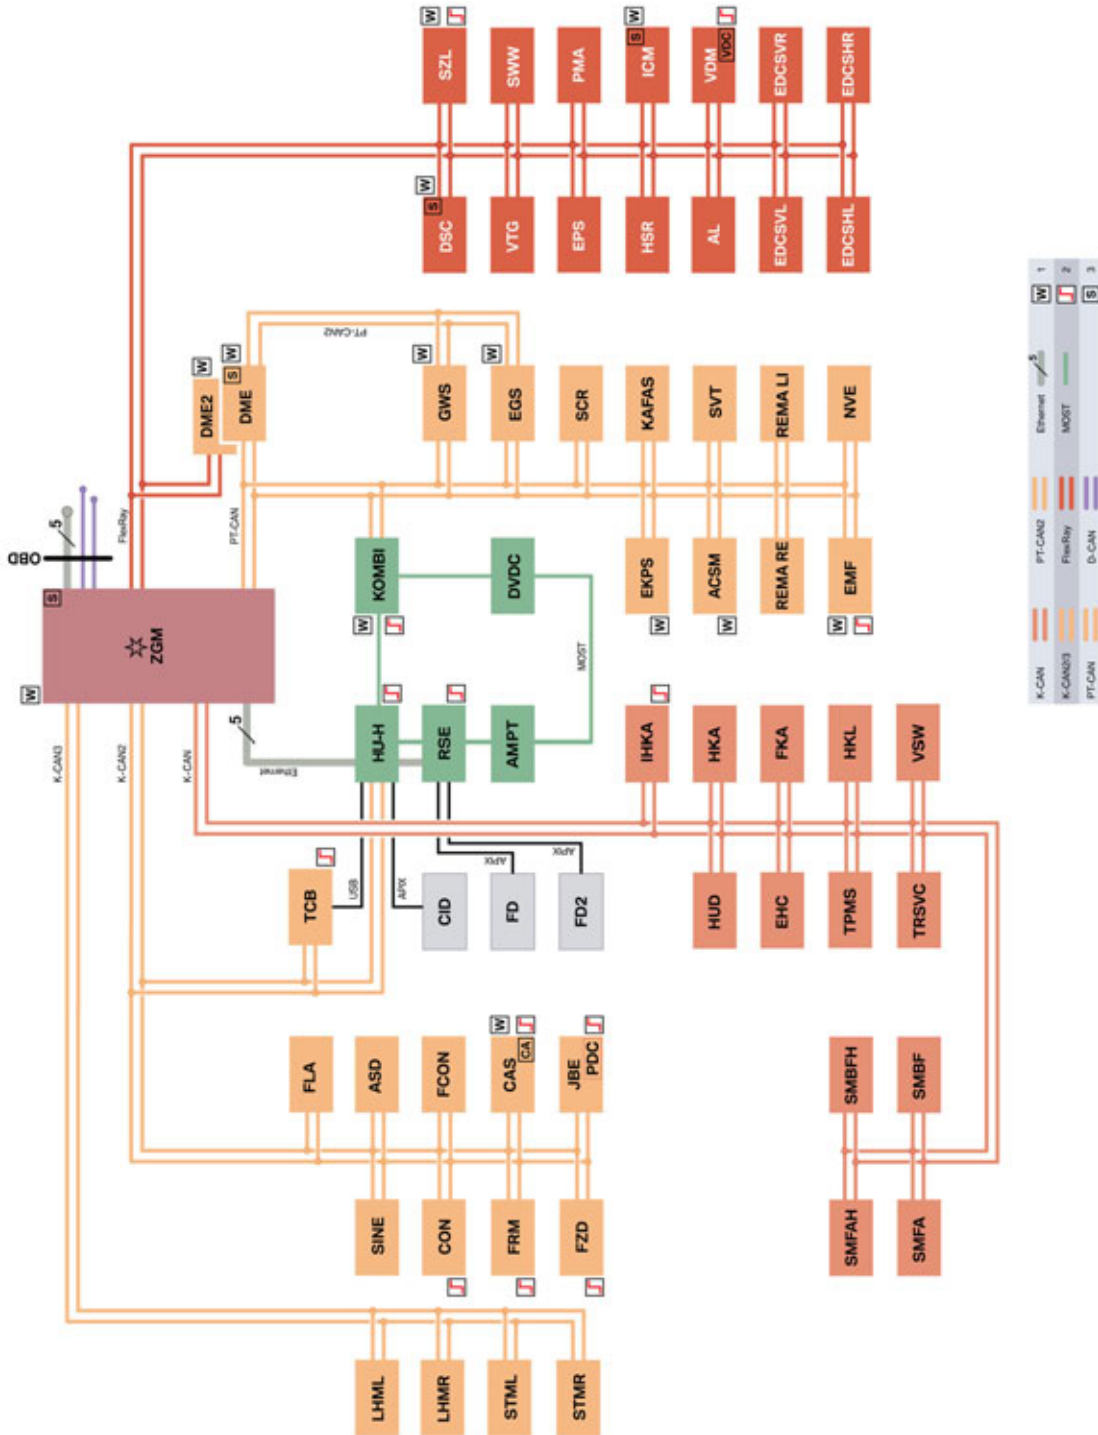 K-CAN3
K-CAN2
K-CAN
W
S
ZGM
OBD
5
FlexRay
PT-CAN
5
Ethernet
DME2
W
DME
S
W
PT-CAN2
LHML
LHMR
STML
STMR
SINE
CON
FRM
FZD
FLA
ASD
FCON
CAS
W
CA
JBE
PDC
TCB
USB
APIX
CID
FD
APIX
FD2
APIX
HU-H
RSE
AMPT
KOMBI
W
DVDC
MOST
GWS
W
EGS
W
SCR
KAFAS
SVT
REMA LI
NVE
EKPS
W
ACSM
W
REMA RE
EMF
W
DSC
S
W
VTG
EPS
HSR
AL
EDCSVL
EDCSHL
SZL
W
SWW
PMA
ICM
S
W
VDM
VDC
EDCSVR
EDCSHR
IHKA
HKA
FKA
HKL
VSW
HUD
EHC
TPMS
TRSVC
SMBFH
SMBF
SMFAH
SMFA
K-CAN
PT-CAN2
Ethernet
5
W
1
K-CAN2/3
FlexRay
MOST
2
PT-CAN
D-CAN
S
3